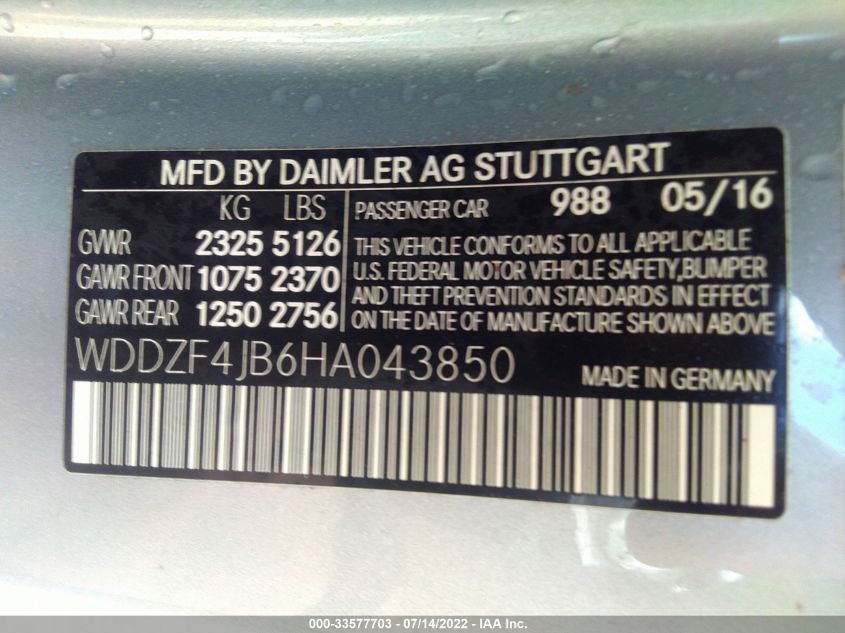 MFD BY DAIMLER AG STUTTGART
KG LBS
GVWR 2325 5126
GAWR FRONT 1075 2370
GAWR REAR 1250 2756
PASSENGER CAR 988 05/16
THIS VEHICLE CONFORMS TO ALL APPLICABLE
U.S. FEDERAL MOTOR VEHICLE SAFETY,BUMPER
AND THEFT PREVENTION STANDARDS IN EFFECT
ON THE DATE OF MANUFACTURE SHOWN ABOVE
WDDZF4JB6HA043850
MADE IN GERMANY
000-33577703 - 07/14/2022 - IAA Inc.